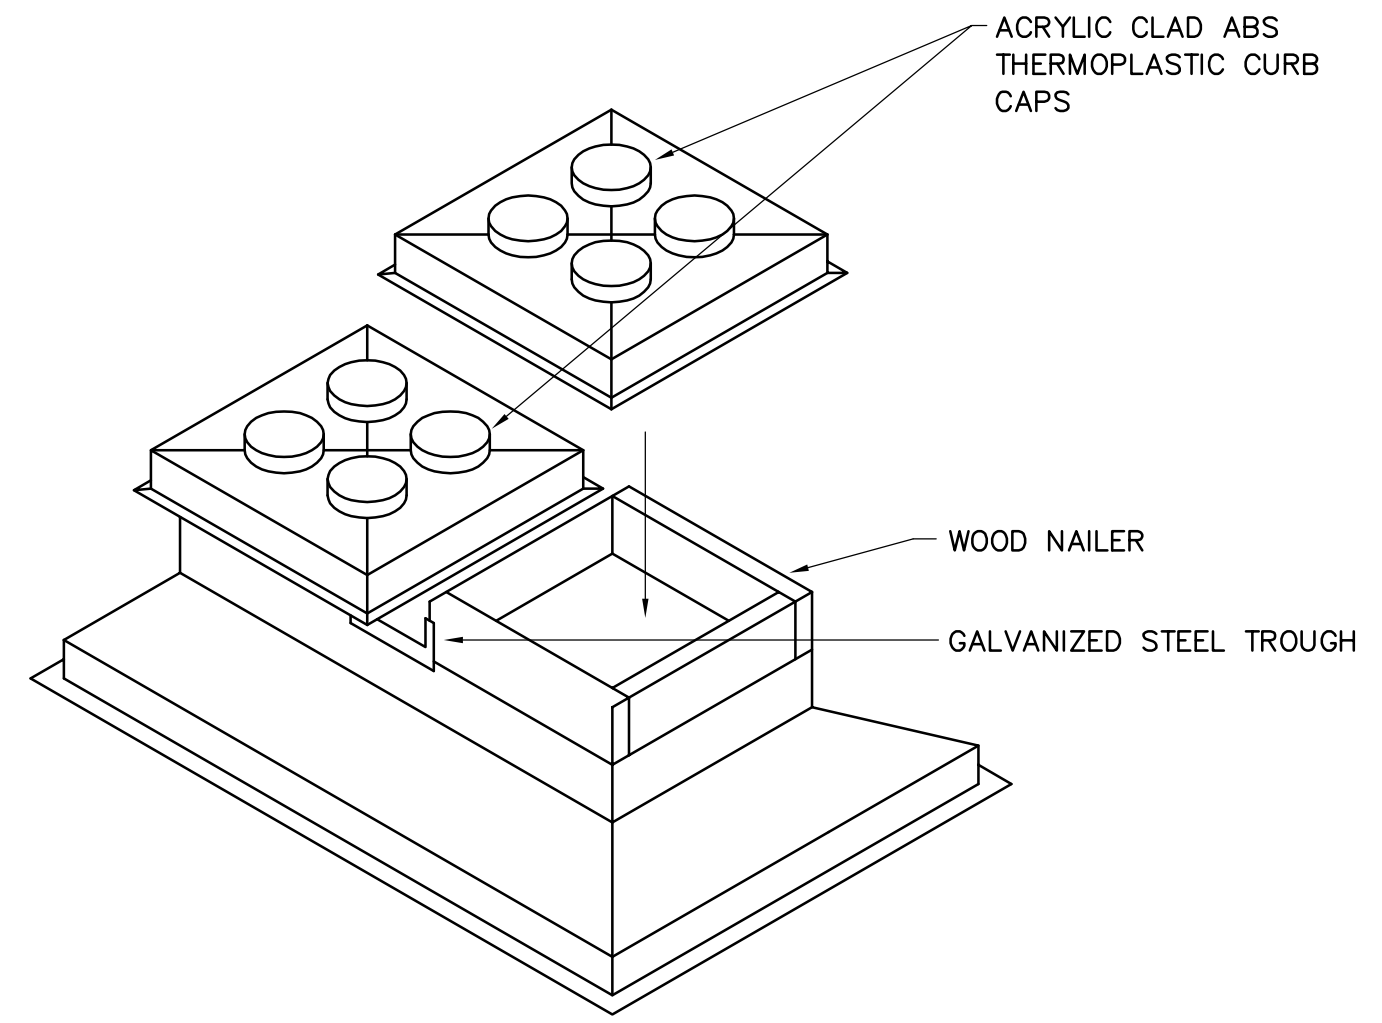 ACRYLIC CLAD ABS
THERMOPLASTIC CURB
CAPS
WOOD NAILER
GALVANIZED STEEL TROUGH